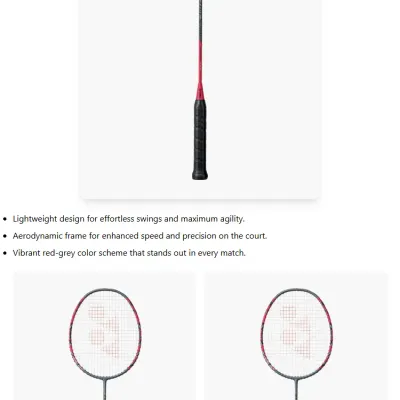 Lightweight design for effortless swings and maximum agility.
Aerodynamic frame for enhanced speed and precision on the court.
Vibrant red-grey color scheme that stands out in every match.